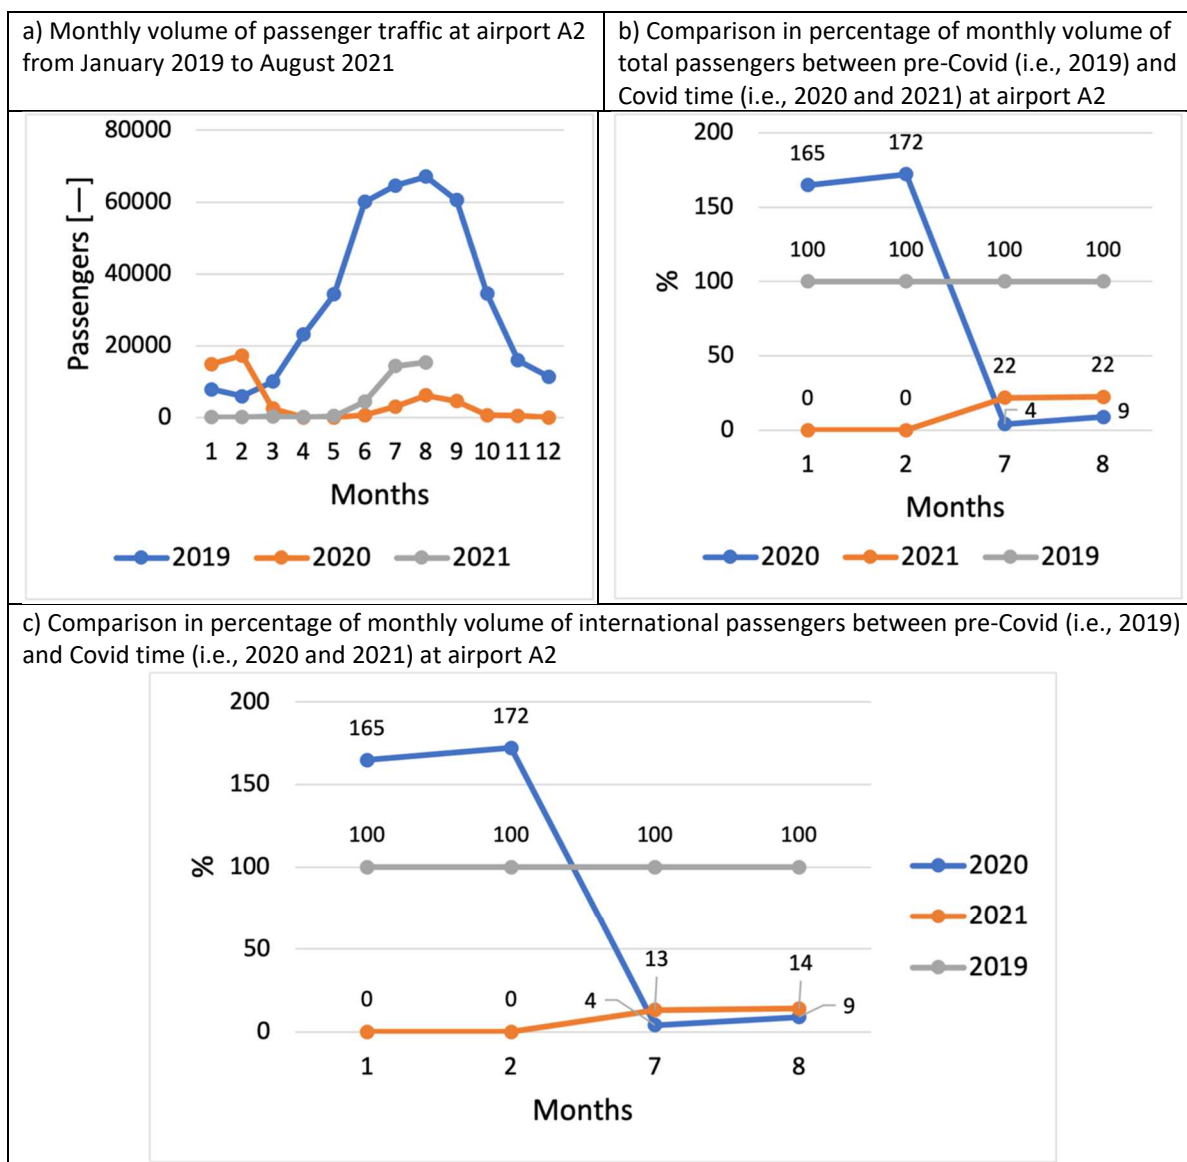 a) Monthly volume of passenger traffic at airport A2
from January 2019 to August 2021
b) Comparison in percentage of monthly volume of
total passengers between pre-Covid (i.e., 2019) and
Covid time (i.e., 2020 and 2021) at airport A2
Passengers [—]
80000
60000
40000
20000
0
1 2 3 4 5 6 7 8 9 10 11 12
Months
2019 2020 2021
%
200
150
100
50
0
165
172
100 100 100 100
22 22
0 0
4
9
1 2 7 8
Months
2020 2021 2019
c) Comparison in percentage of monthly volume of international passengers between pre-Covid (i.e., 2019)
and Covid time (i.e., 2020 and 2021) at airport A2
%
200
150
100
50
0
165
172
100 100 100 100
13 14
0 0
4
9
1 2 7 8
Months
2020
2021
2019